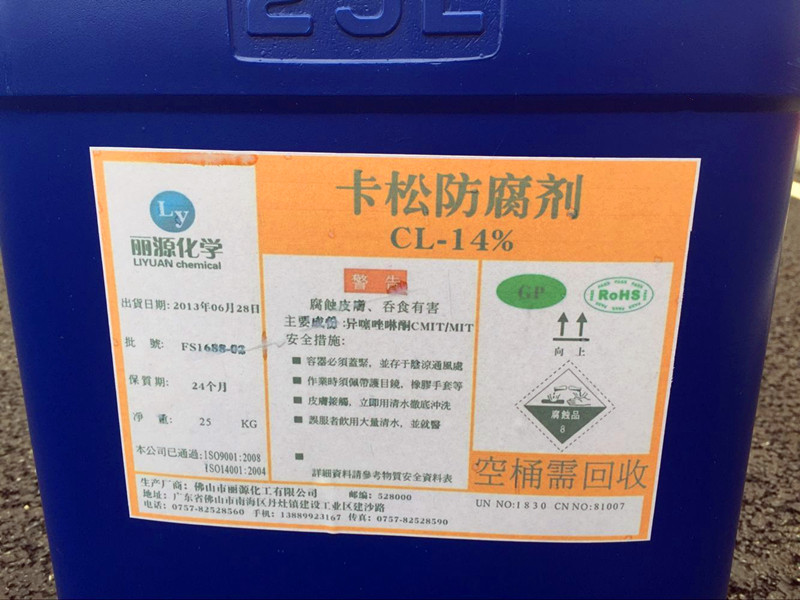 25L
Ly
丽源化学
LIYUAN chemical
卡松防腐剂
CL-14%
出貨日期:2013年06月28日
批 號: FS1688-02
保質期: 24个月
净 重: 25 KG
本公司已通過:ISO9001:2008
ISO14001:2004
警 告
腐蝕皮膚、吞食有害
主要成份:异噻唑啉酮CMIT/MIT
安全措施:
■ 容器必須蓋緊，並存于陰涼通風處
■ 作業時須佩帶護目鏡，橡膠手套等
■ 皮膚接觸，立即用清水徹底冲洗
■ 誤服者飲用大量清水，並就醫
■
詳細資料請參考物質安全資料表
GP
RoHS
向 上
腐蝕品
8
空桶需回收
生产厂商: 佛山市丽源化工有限公司 邮编: 528000
地址: 广东省佛山市南海区丹灶镇建设工业区建沙路
电话: 0757-82528560 手机: 13889923167 传真: 0757-82528590
UN NO:1830 CN NO:81007